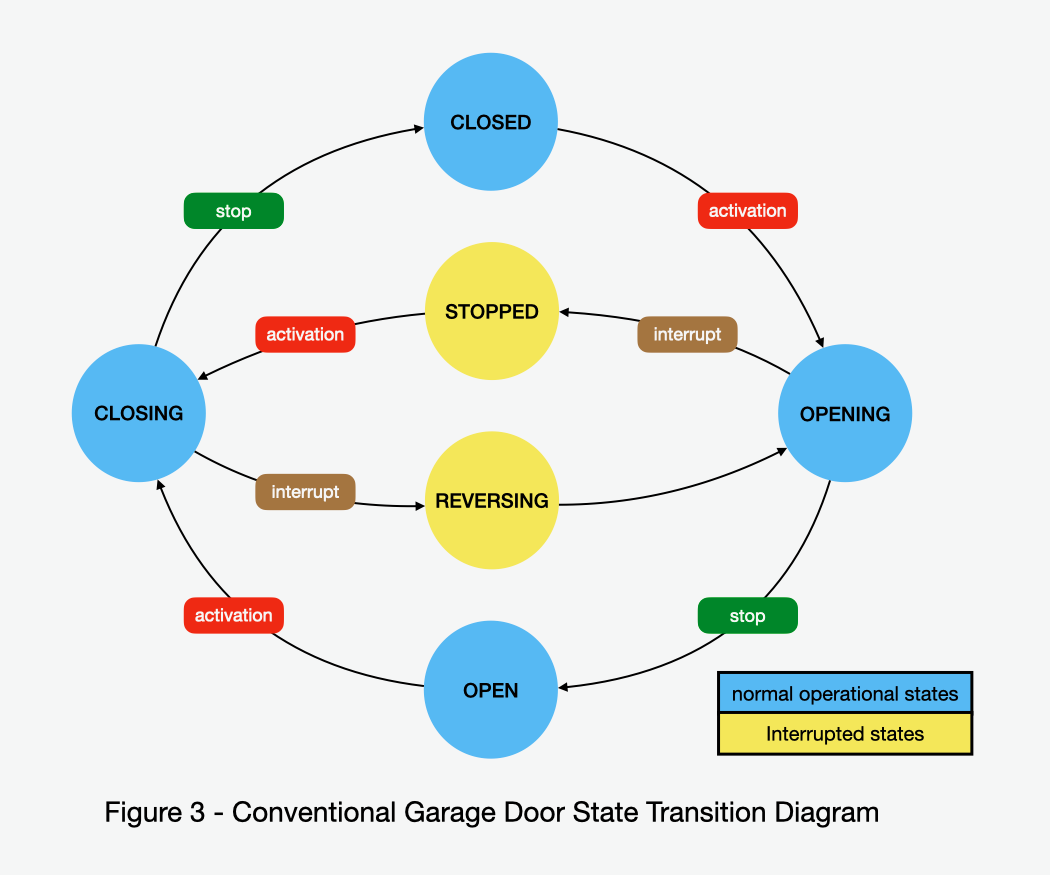 CLOSED
stop
activation
STOPPED
activation
interrupt
CLOSING
OPENING
interrupt
REVERSING
activation
stop
OPEN
normal operational states
Interrupted states
Figure 3 - Conventional Garage Door State Transition Diagram